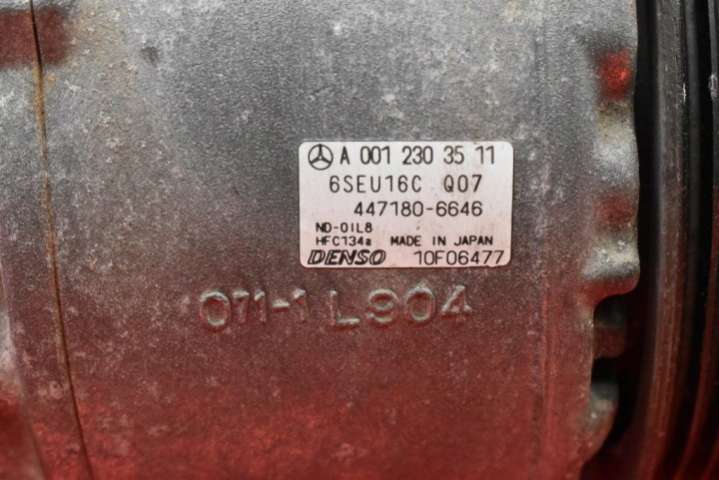 A 001 230 35 11
6SEU16C Q07
447180-6646
ND-OIL8
HFC134a MADE IN JAPAN
DENSO 10F06477
071-1 L904